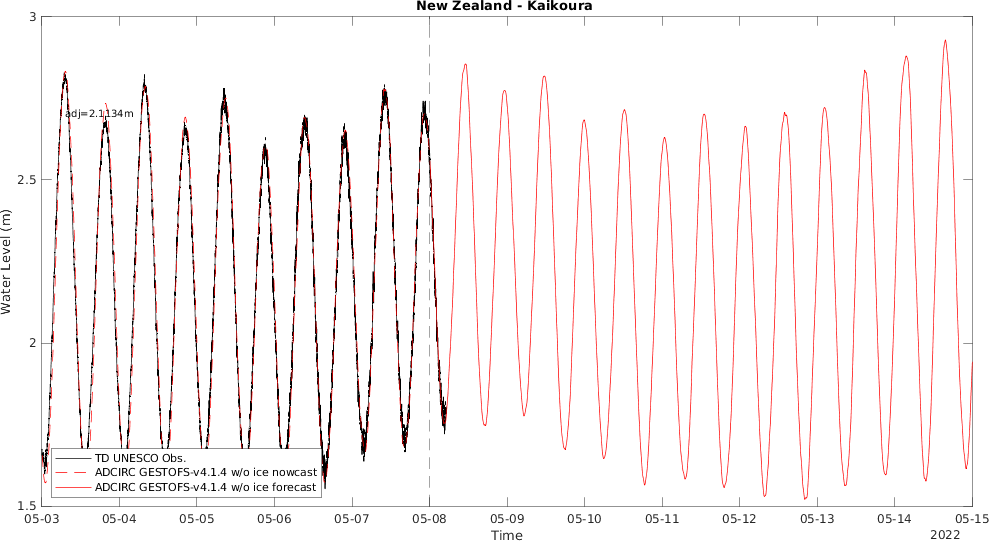 New Zealand - Kaikoura
3
2.5
2
1.5
Water Level (m)
adj=2.1134m
TD UNESCO Obs.
ADCIRC GESTOFS-v4.1.4 w/o ice nowcast
ADCIRC GESTOFS-v4.1.4 w/o ice forecast
05-03 05-04 05-05 05-06 05-07 05-08 05-09 05-10 05-11 05-12 05-13 05-14 05-15
Time
2022